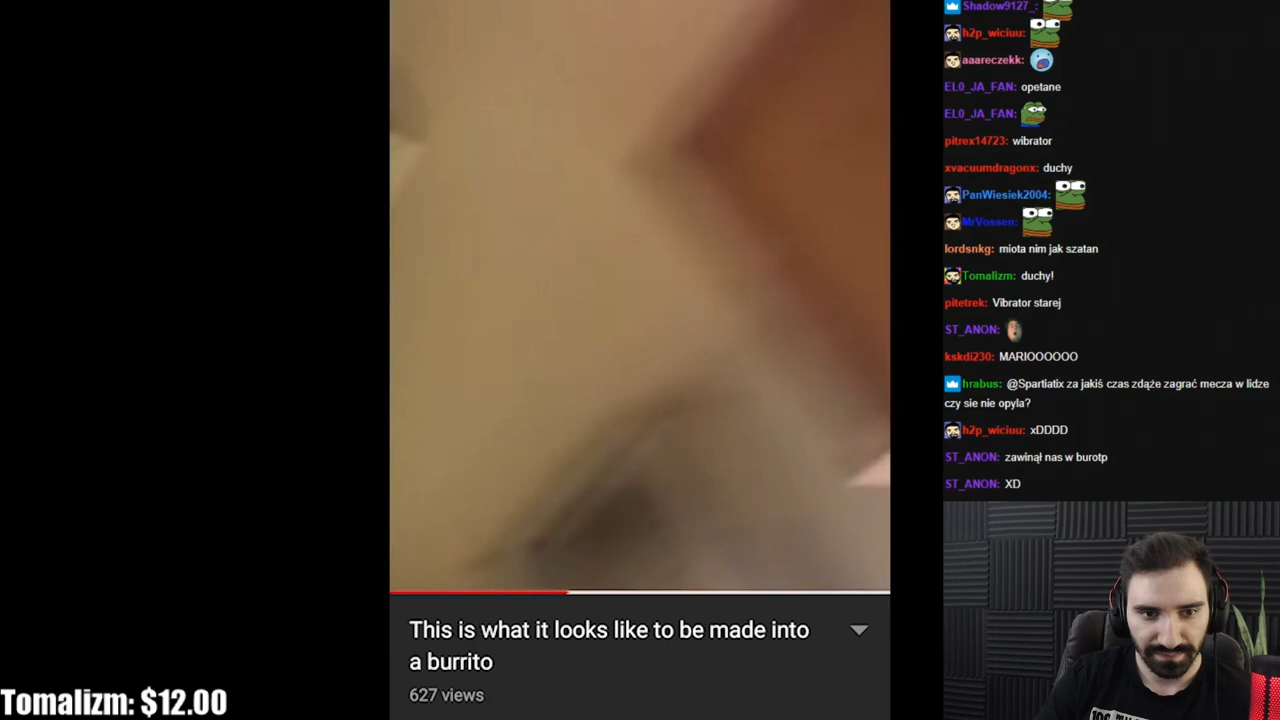 Shadow9127_:
h2p_wiciuu:
aaareczekk:
EL0_JA_FAN: opetane
EL0_JA_FAN:
pitrex14723: wibrator
xvacuumdragonx: duchy
PanWiesiek2004:
MrVossen:
lordsnkg: miota nim jak szatan
Tomalizm: duchy!
pitetrek: Vibrator starej
ST_ANON:
kskdi230: MARIOOOOOO
hrabus: @Spartiatix za jakiś czas zdąże zagrać mecza w lidze
czy sie nie opyla?
h2p_wiciuu: xDDDD
ST_ANON: zawinął nas w burotp
ST_ANON: XD
This is what it looks like to be made into
a burrito
627 views
Tomalizm: $12.00